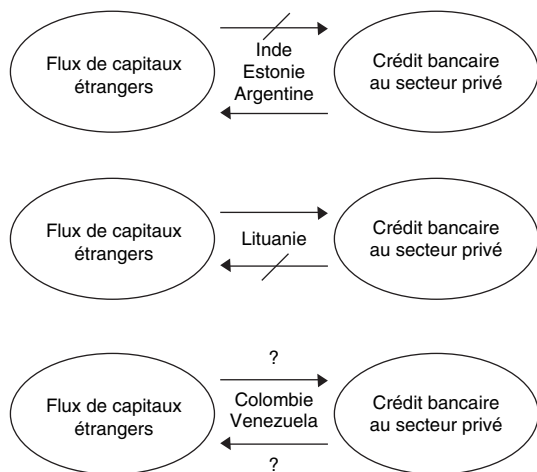 Flux de capitaux
étrangers
Inde
Estonie
Argentine
Crédit bancaire
au secteur privé
Flux de capitaux
étrangers
Lituanie
Crédit bancaire
au secteur privé
?
Flux de capitaux
étrangers
Colombie
Venezuela
Crédit bancaire
au secteur privé
?